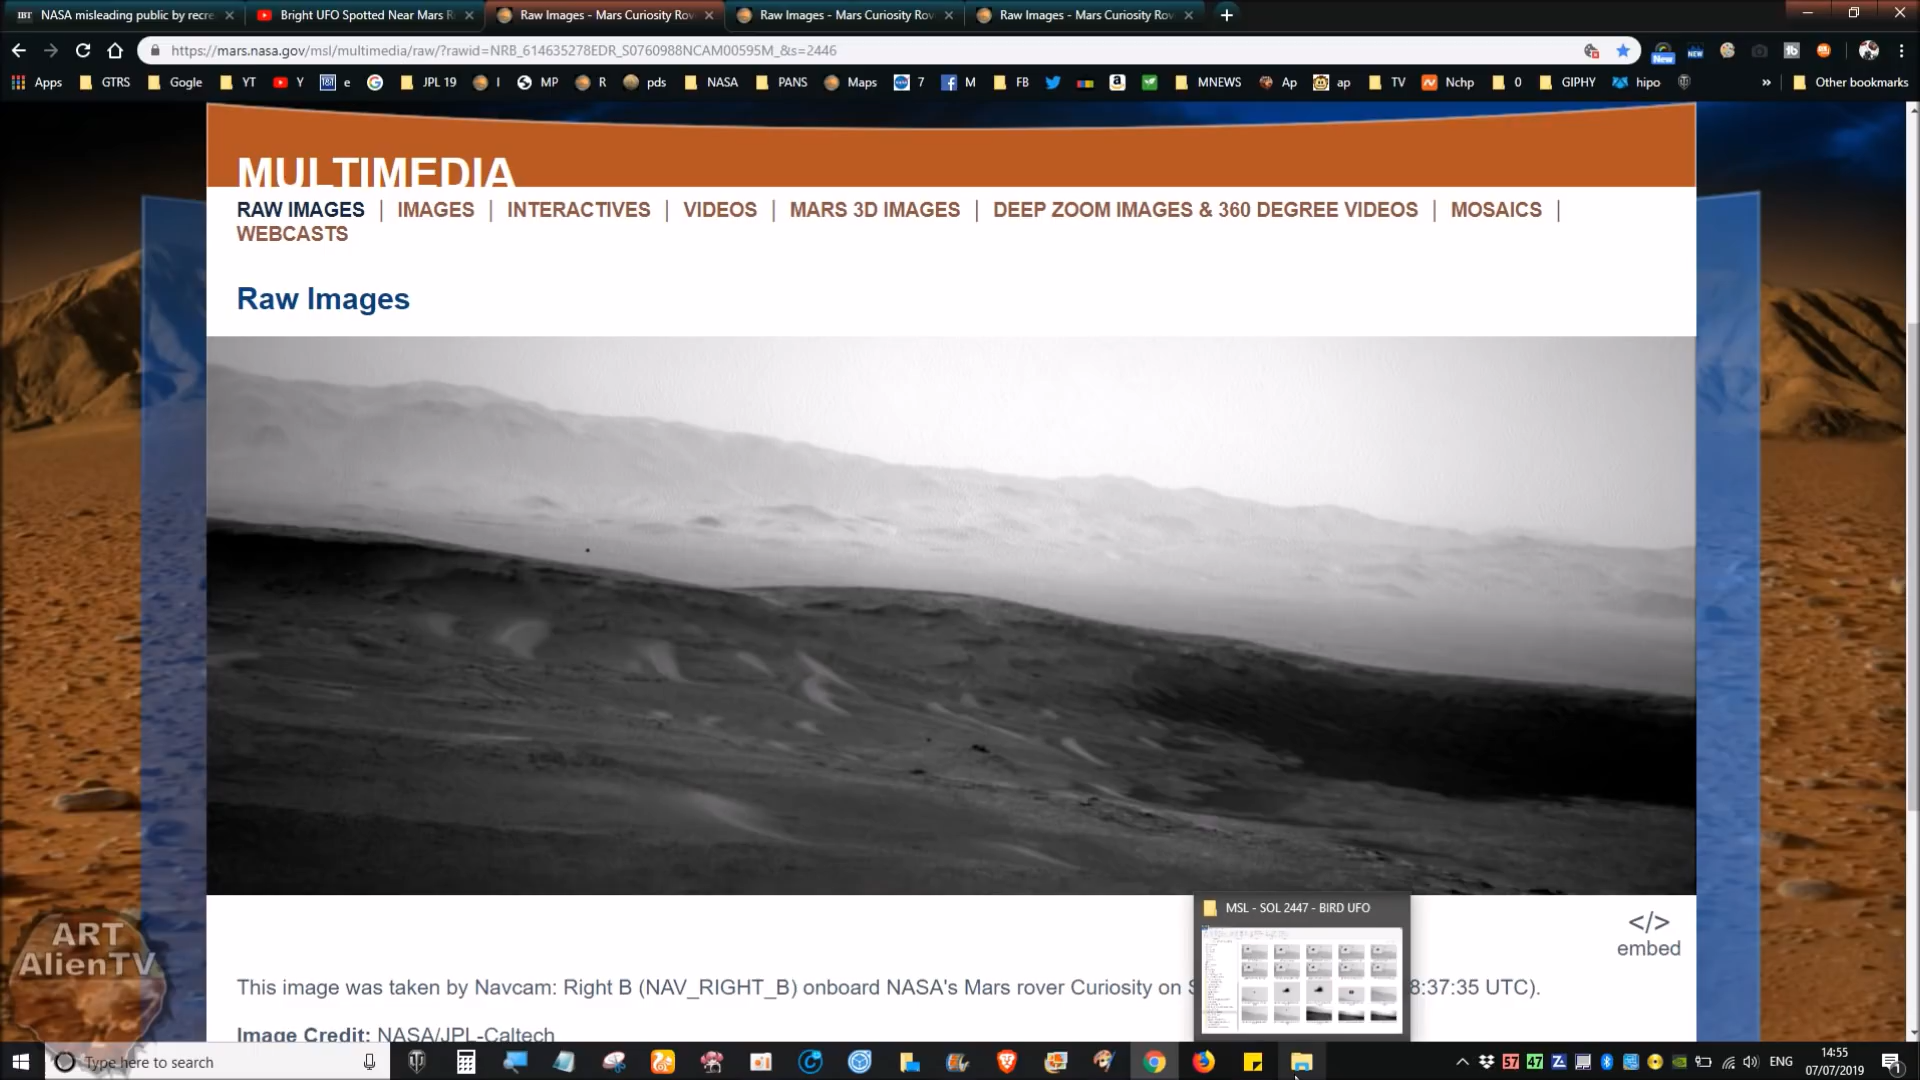 NASA misleading public by recre
Bright UFO Spotted Near Mars R
Raw Images - Mars Curiosity Rov
Raw Images - Mars Curiosity Rov
Raw Images - Mars Curiosity Rov
https://mars.nasa.gov/msl/multimedia/raw/?rawid=NRB_614635278EDR_S0760988NCAM00595M_&s=2446
Apps GTRS Google YT Y e JPL 19 I MP R pds NASA PANS Maps 7 M FB MNEWS Ap ap TV Nchp 0 GIPHY hipo » Other bookmarks
MULTIMEDIA
RAW IMAGES | IMAGES | INTERACTIVES | VIDEOS | MARS 3D IMAGES | DEEP ZOOM IMAGES & 360 DEGREE VIDEOS | MOSAICS |
WEBCASTS
Raw Images
MSL - SOL 2447 - BIRD UFO
</>
embed
ART
AlienTV
This image was taken by Navcam: Right B (NAV_RIGHT_B) onboard NASA's Mars rover Curiosity on S
8:37:35 UTC).
Image Credit: NASA/JPL-Caltech
Type here to search
57 47
ENG
14:55
07/07/2019